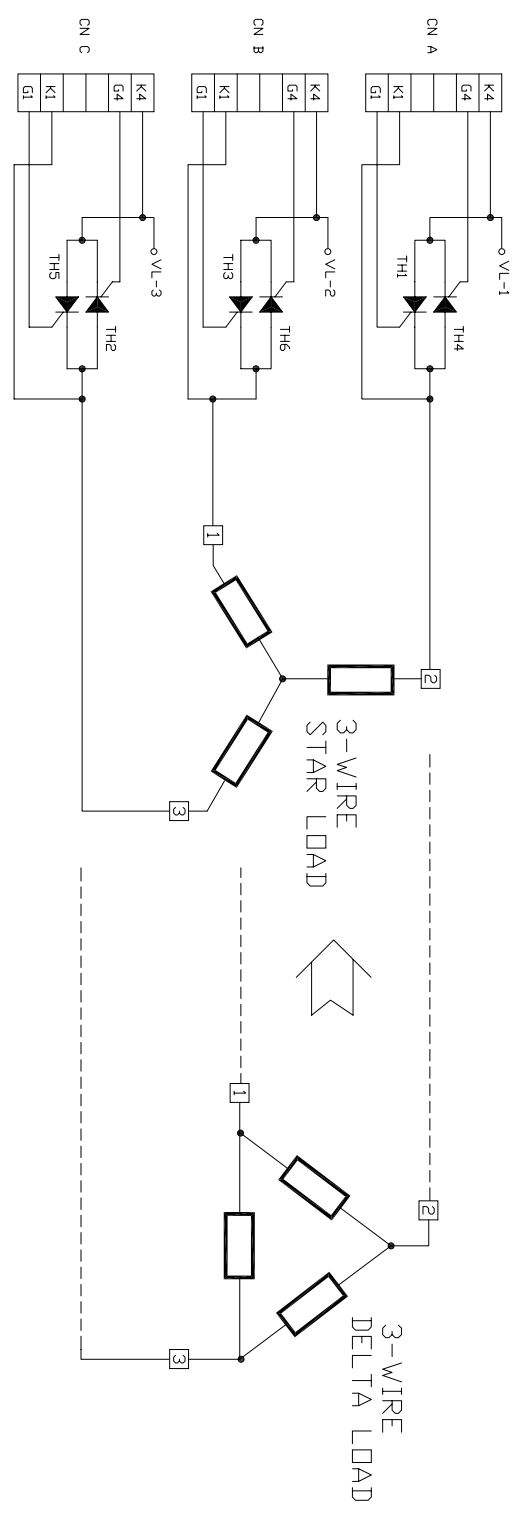 CN A
K4
G4
K1
G1
VL-1
TH4
TH1
CN B
K4
G4
K1
G1
VL-2
TH6
TH3
CN C
K4
G4
K1
G1
VL-3
TH2
TH5
2
1
3
3-WIRE
STAR LOAD
2
1
3
3-WIRE
DELTA LOAD